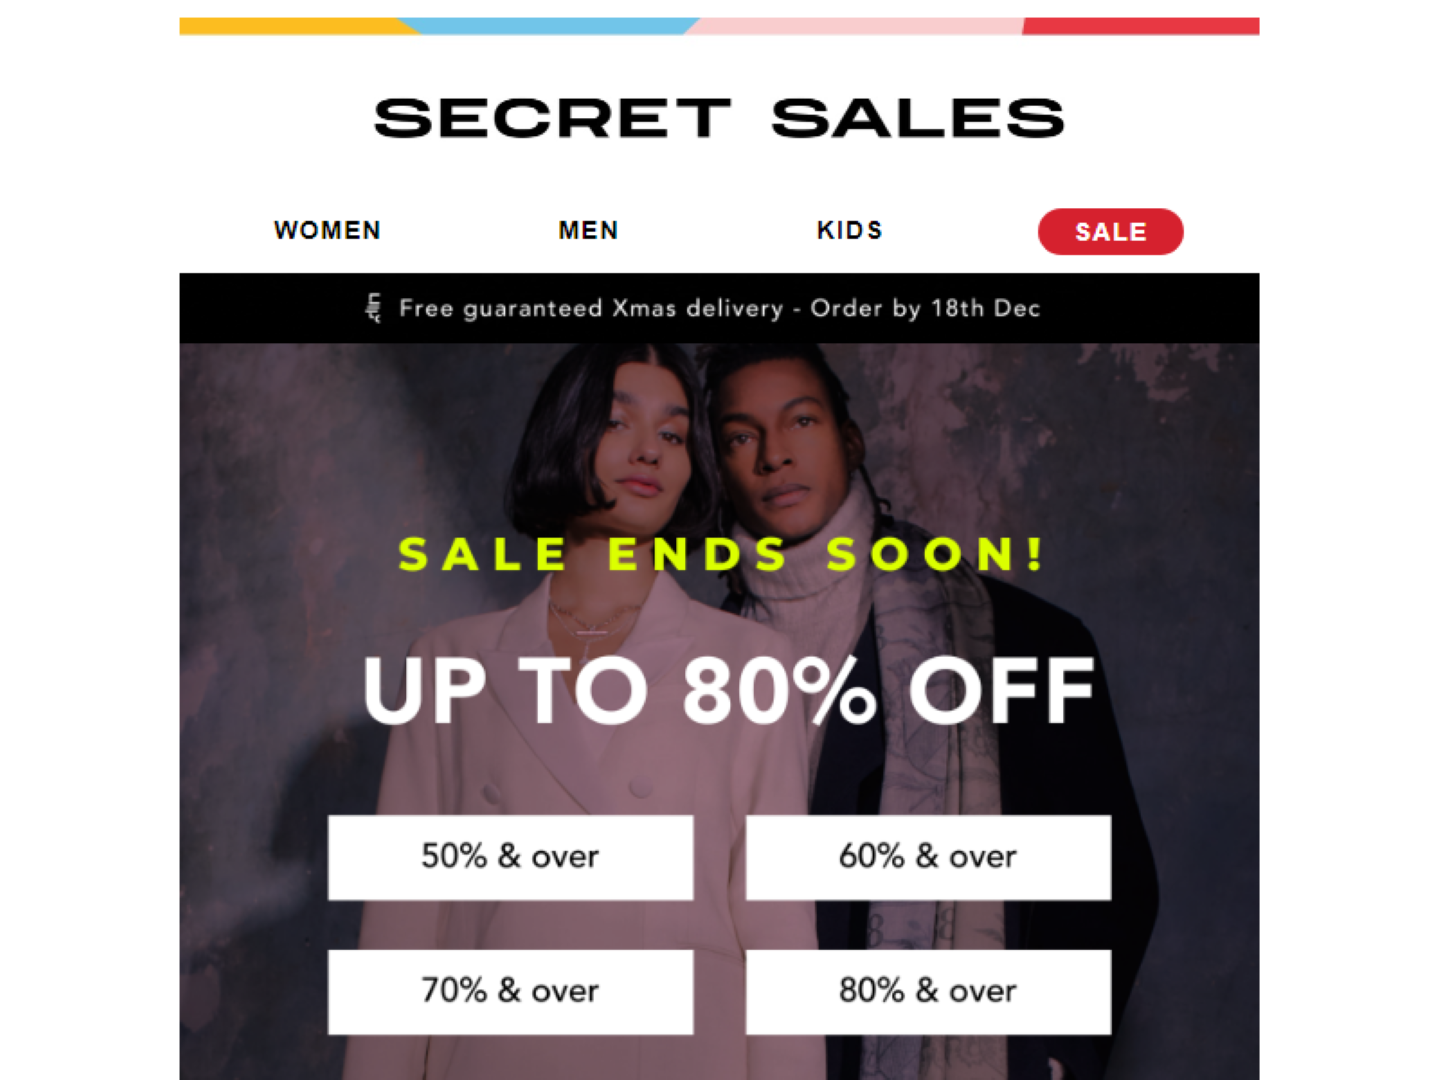 SECRET SALES
WOMEN MEN KIDS SALE
Free guaranteed Xmas delivery - Order by 18th Dec
SALE ENDS SOON!
UP TO 80% OFF
50% & over 60% & over
70% & over 80% & over